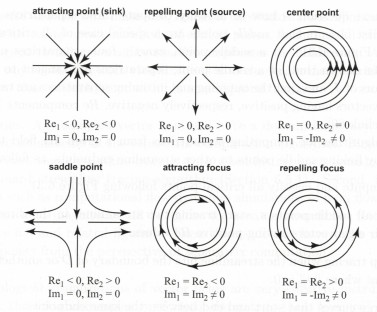 attracting point (sink)
repelling point (source)
center point
Re₁ < 0, Re₂ < 0
Im₁ = 0, Im₂ = 0
Re₁ > 0, Re₂ > 0
Im₁ = 0, Im₂ = 0
Re₁ = 0, Re₂ = 0
Im₁ = -Im₂ ≠ 0
saddle point
attracting focus
repelling focus
Re₁ < 0, Re₂ > 0
Im₁ = 0, Im₂ = 0
Re₁ = Re₂ < 0
Im₁ = Im₂ ≠ 0
Re₁ = Re₂ > 0
Im₁ = -Im₂ ≠ 0